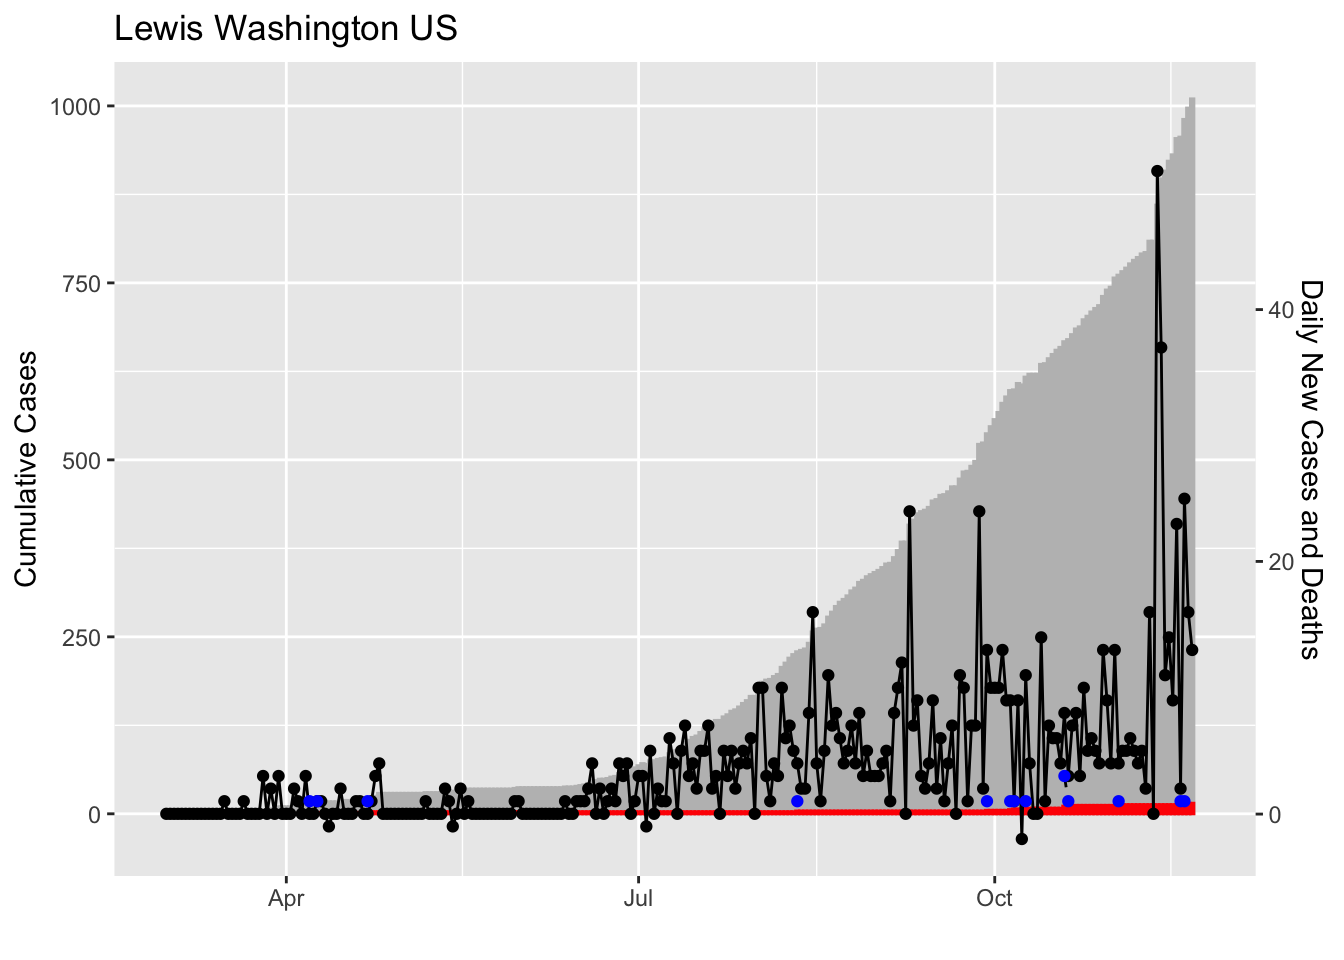 Lewis Washington US
1000
750
500
250
0
Cumulative Cases
40
20
0
Daily New Cases and Deaths
Apr
Jul
Oct